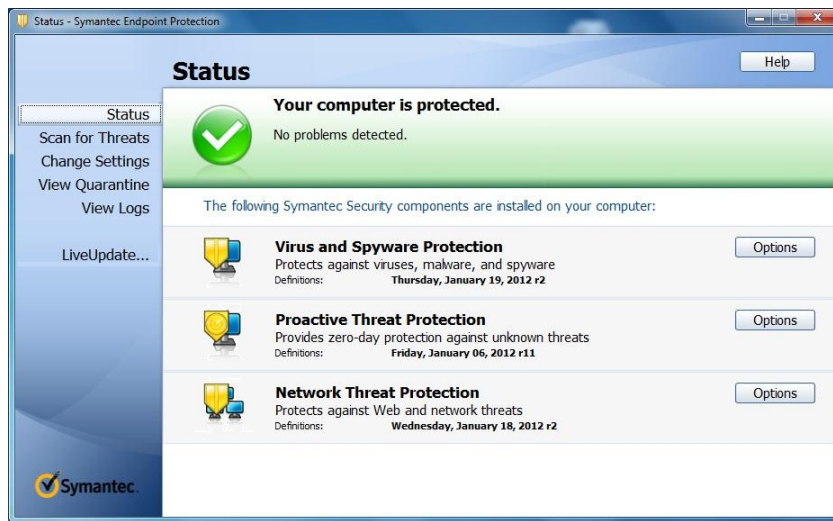 Status - Symantec Endpoint Protection
Status
Help
Status
Scan for Threats
Change Settings
View Quarantine
View Logs
LiveUpdate...
Your computer is protected.
No problems detected.
The following Symantec Security components are installed on your computer:
Virus and Spyware Protection
Protects against viruses, malware, and spyware
Definitions: Thursday, January 19, 2012 r2
Options
Proactive Threat Protection
Provides zero-day protection against unknown threats
Definitions: Friday, January 06, 2012 r11
Options
Network Threat Protection
Protects against Web and network threats
Definitions: Wednesday, January 18, 2012 r2
Options
Symantec.